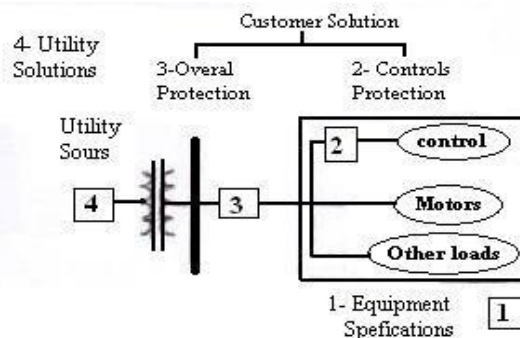 Customer Solution
4- Utility
Solutions
3-Overal
Protection
2- Controls
Protection
Utility
Sours
4
3
2
control
Motors
Other loads
1- Equipment
Spefications
1